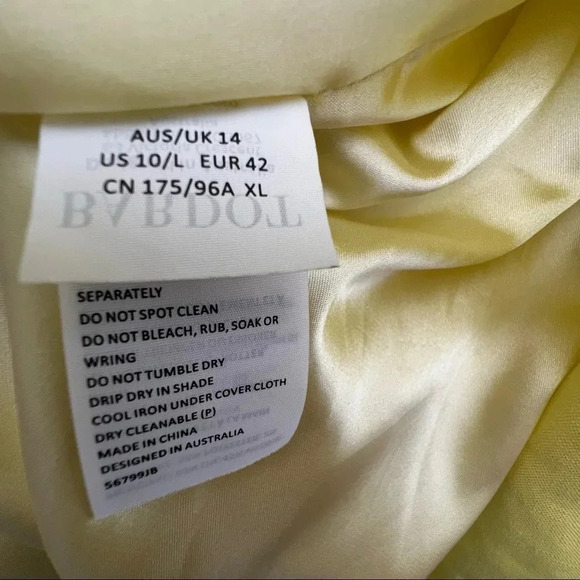 AUS/UK 14
US 10/L EUR 42
CN 175/96A XL
BARDOT
SEPARATELY
DO NOT SPOT CLEAN
DO NOT BLEACH, RUB, SOAK OR
WRING
DO NOT TUMBLE DRY
DRIP DRY IN SHADE
COOL IRON UNDER COVER CLOTH
DRY CLEANABLE (P)
MADE IN CHINA
DESIGNED IN AUSTRALIA
56799JB